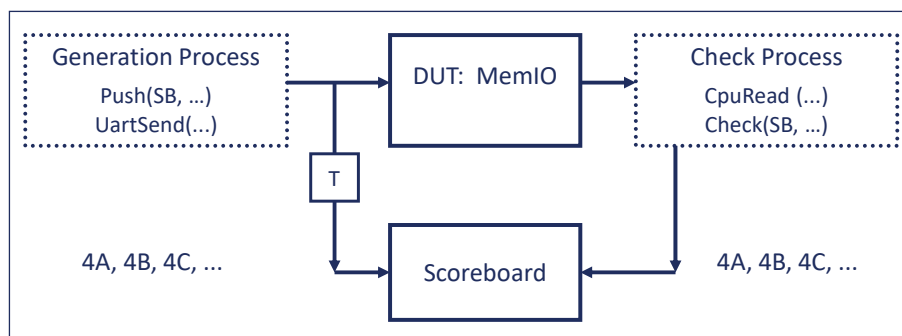 Generation Process
Push(SB, ...)
UartSend(...)
DUT: MemIO
Check Process
CpuRead (...)
Check(SB, ...)
T
4A, 4B, 4C, ...
Scoreboard
4A, 4B, 4C, ...